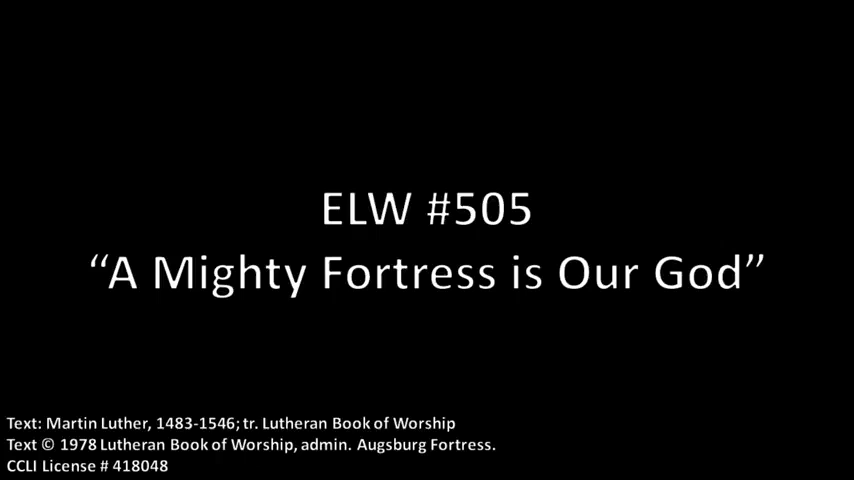 ELW #505
“A Mighty Fortress is Our God”
Text: Martin Luther, 1483-1546; tr. Lutheran Book of Worship
Text © 1978 Lutheran Book of Worship, admin. Augsburg Fortress.
CCLI License # 418048